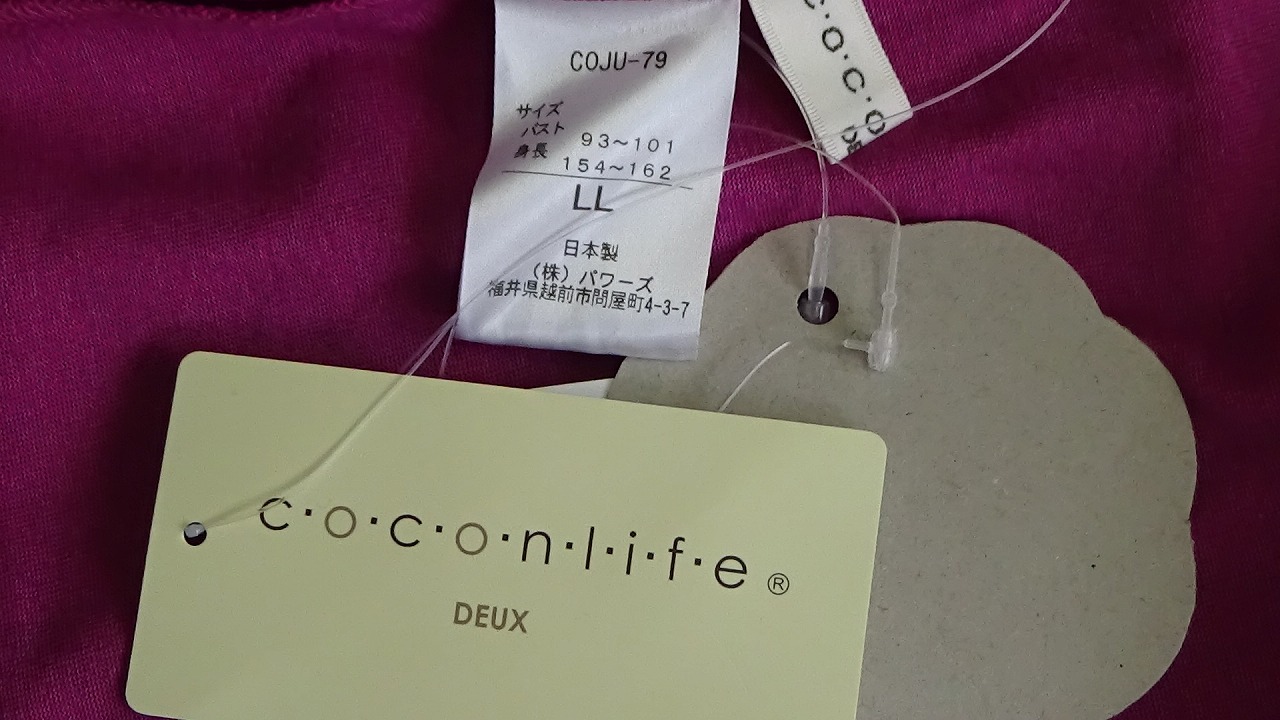 COJU-79
サイズ
バスト 93～101
身長 154～162
LL
日本製
(株) パワーズ
福井県越前市問屋町4-3-7
C・O・C・O
DE
c・o・c・o・n・l・i・f・e®
DEUX